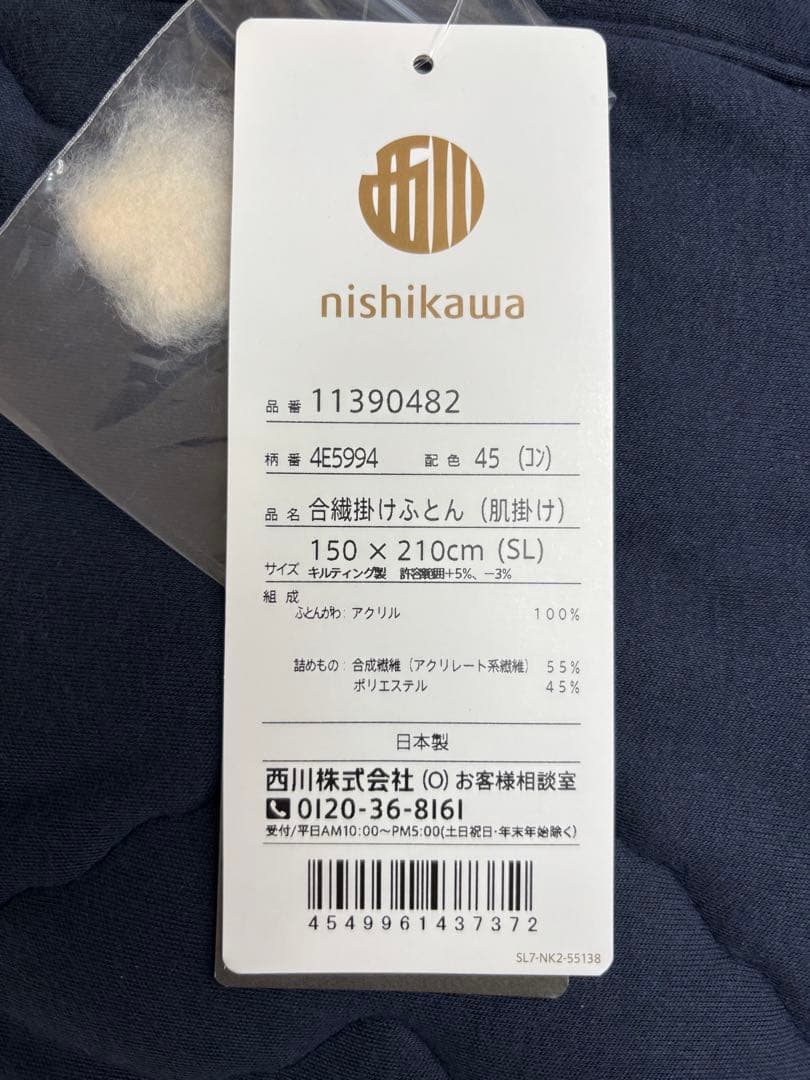 西川
nishikawa
品番 11390482
柄番 4E5994 配色 45 (コン)
品名 合繊掛けふとん (肌掛け)
150 × 210cm (SL)
サイズ キルティング製 許容範囲+5%、−3%
組成
ふとんがわ: アクリル 100%
詰めもの: 合成繊維 (アクリレート系繊維) 55%
ポリエステル 45%
日本製
西川株式会社 (O) お客様相談室
0120-36-8161
受付/平日AM10:00〜PM5:00(土日祝日・年末年始除く)
4549961437372
SL7-NK2-55138